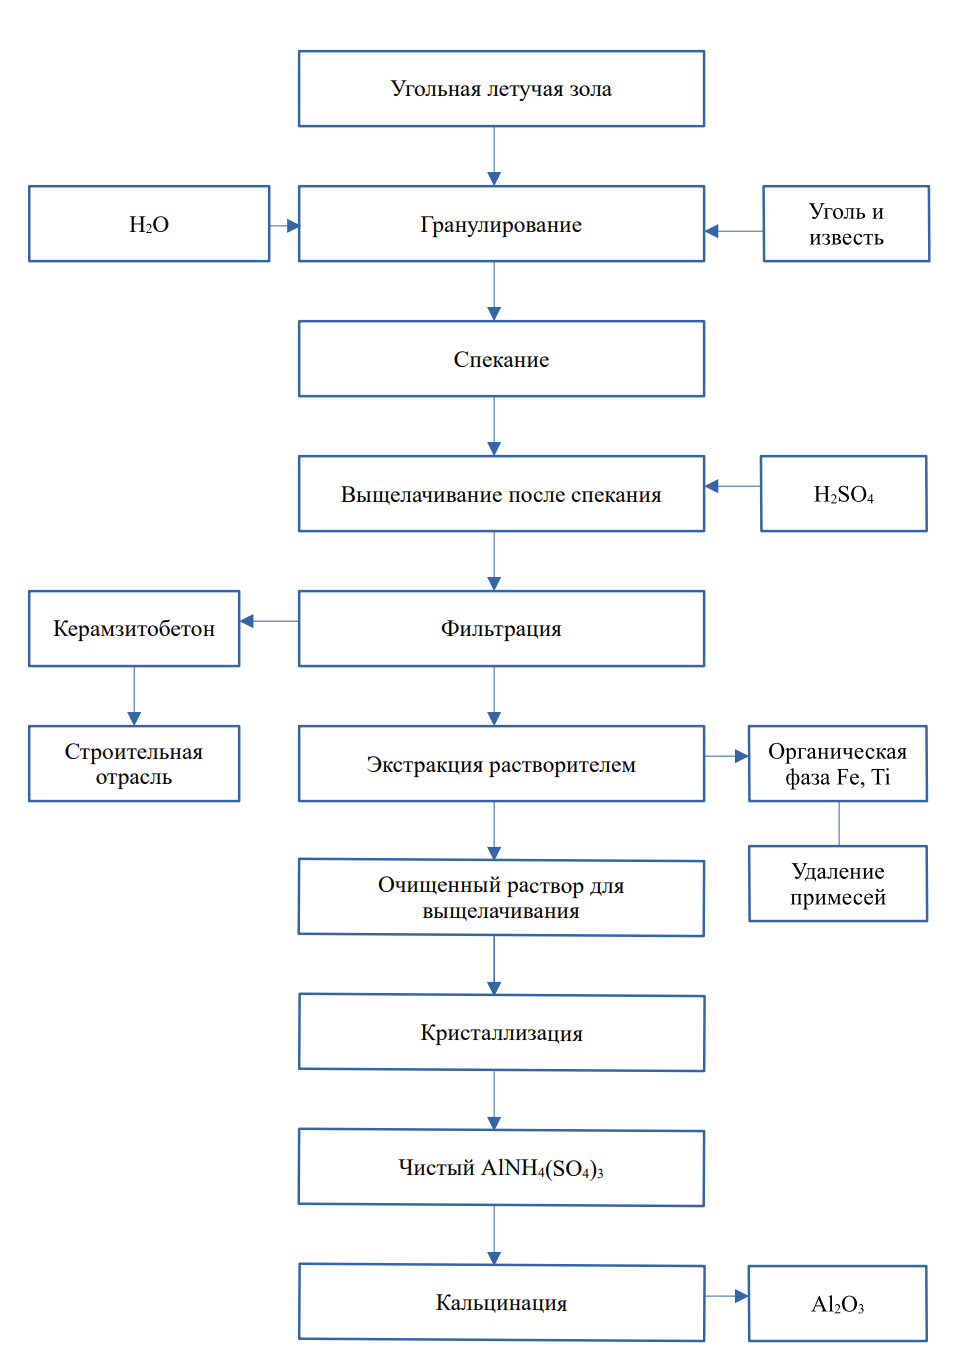 Угольная летучая зола
H₂O
Гранулирование
Уголь и
известь
Спекание
Выщелачивание после спекания
H₂SO₄
Керамзитобетон
Фильтрация
Строительная
отрасль
Экстракция растворителем
Органическая
фаза Fe, Ti
Очищенный раствор для
выщелачивания
Удаление
примесей
Кристаллизация
Чистый AlNH₄(SO₄)₃
Кальцинация
Al₂O₃